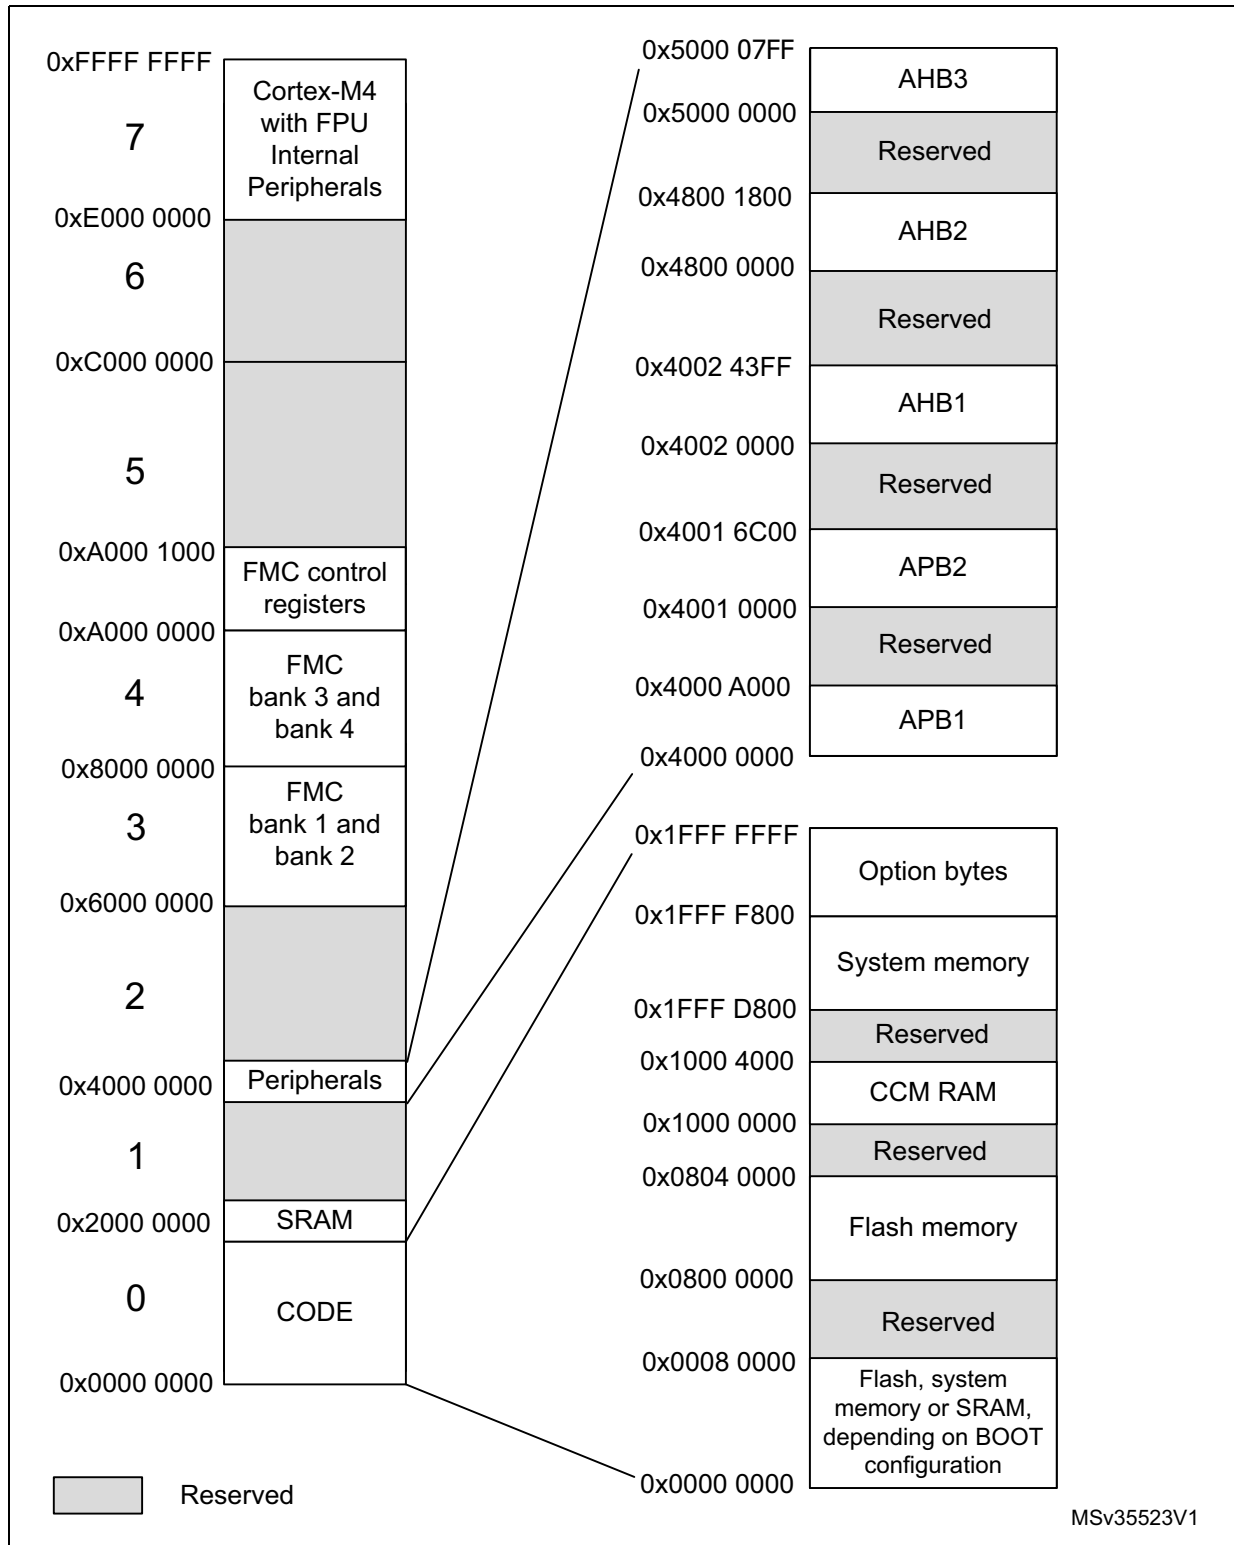 0xFFFF FFFF
Cortex-M4
with FPU
Internal
Peripherals
7
0xE000 0000
6
0xC000 0000
5
0xA000 1000
FMC control
registers
0xA000 0000
FMC
bank 3 and
bank 4
4
0x8000 0000
FMC
bank 1 and
bank 2
3
0x6000 0000
2
Peripherals
0x4000 0000
1
0x2000 0000
SRAM
0
CODE
0x0000 0000
Reserved
0x5000 07FF
AHB3
0x5000 0000
Reserved
0x4800 1800
AHB2
0x4800 0000
Reserved
0x4002 43FF
AHB1
0x4002 0000
Reserved
0x4001 6C00
APB2
0x4001 0000
Reserved
0x4000 A000
APB1
0x4000 0000
0x1FFF FFFF
Option bytes
0x1FFF F800
System memory
0x1FFF D800
Reserved
0x1000 4000
CCM RAM
0x1000 0000
Reserved
0x0804 0000
Flash memory
0x0800 0000
Reserved
0x0008 0000
Flash, system
memory or SRAM,
depending on BOOT
configuration
0x0000 0000
MSv35523V1